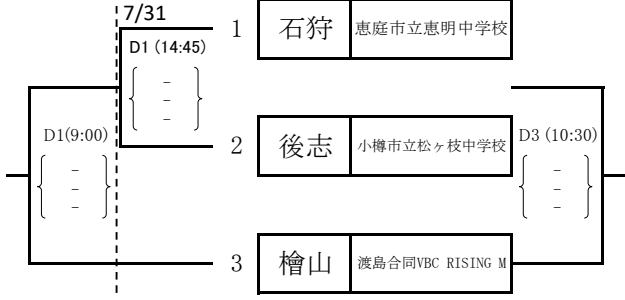 7/31
1 石狩 恵庭市立恵明中学校
D1 (14:45)
-
-
-
D1(9:00)
2 後志 小樽市立松ヶ枝中学校
D3 (10:30)
-
-
-
-
-
-
3 檜山 渡島合同VBC RISING M